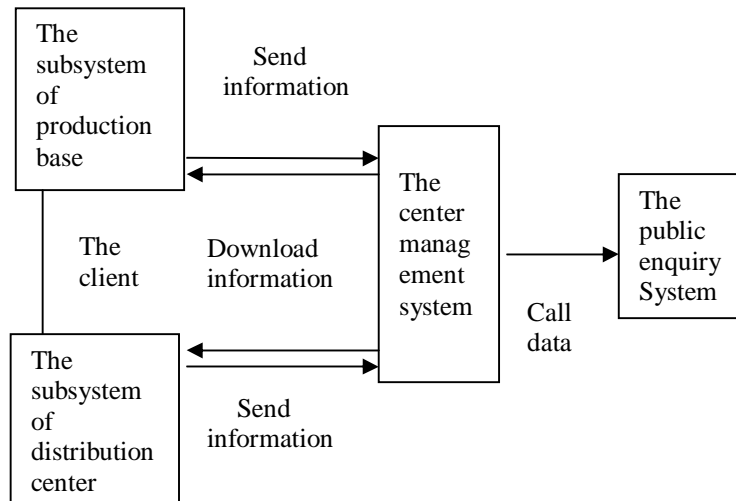 The
subsystem
of
production
base
Send
information
The
client
Download
information
The
center
manag
ement
system
The
public
enquiry
System
Call
data
The
subsystem
of
distribution
center
Send
information